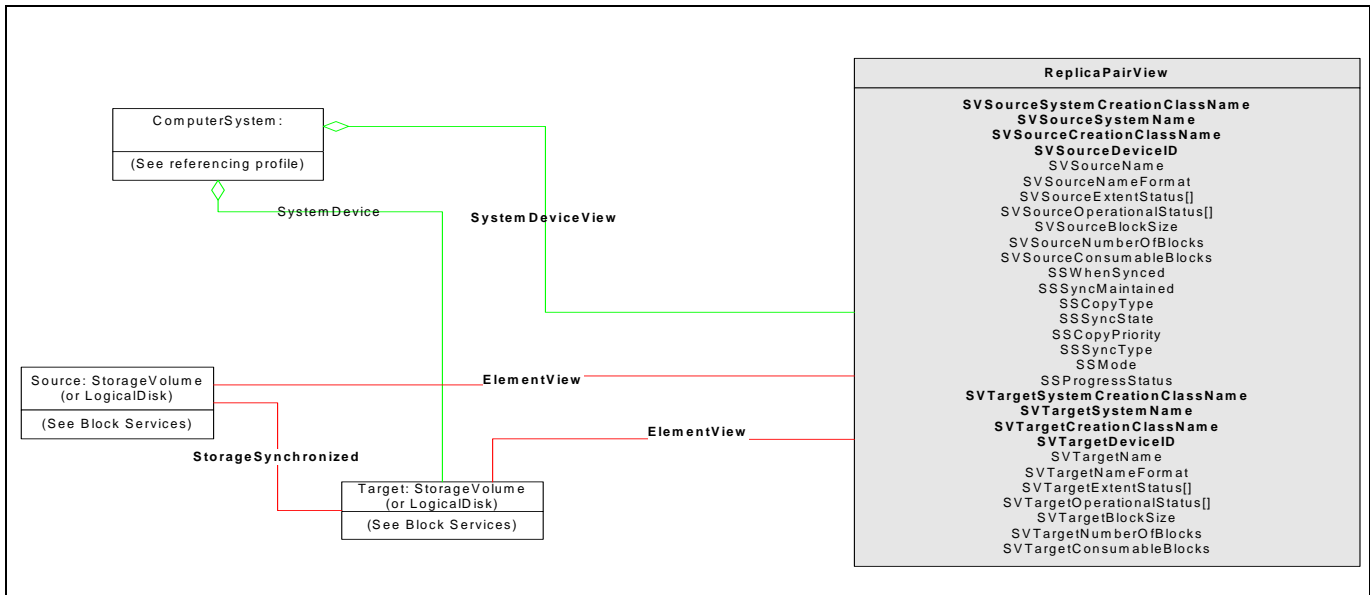 ComputerSystem:
(See referencing profile)
SystemDevice
SystemDeviceView
Source: StorageVolume
(or LogicalDisk)
(See Block Services)
ElementView
ElementView
StorageSynchronized
Target: StorageVolume
(or LogicalDisk)
(See Block Services)
ReplicaPairView
SVSourceSystemCreationClassName
SVSourceSystemName
SVSourceCreationClassName
SVSourceDeviceID
SVSourceName
SVSourceNameFormat
SVSourceExtentStatus[]
SVSourceOperationalStatus[]
SVSourceBlockSize
SVSourceNumberOfBlocks
SVSourceConsumableBlocks
SSWhenSynced
SSSyncMaintained
SSCopyType
SSSyncState
SSCopyPriority
SSSyncType
SSMode
SSProgressStatus
SVTargetSystemCreationClassName
SVTargetSystemName
SVTargetCreationClassName
SVTargetDeviceID
SVTargetName
SVTargetNameFormat
SVTargetExtentStatus[]
SVTargetOperationalStatus[]
SVTargetBlockSize
SVTargetNumberOfBlocks
SVTargetConsumableBlocks